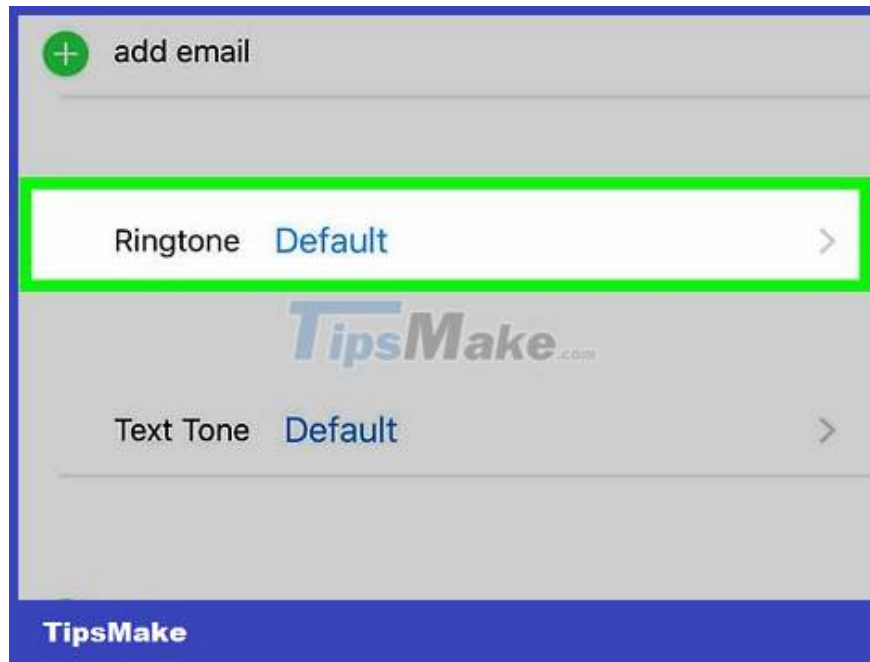 add email
Ringtone Default
TipsMake.com
Text Tone Default
TipsMake